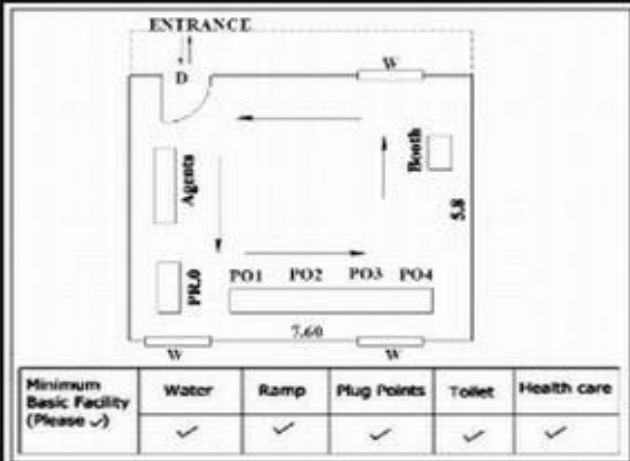 ENTRANCE
D
W
Booth
Agents
5.8
PO1 PO2 PO3 PO4
PR.O
7.60
W
W
Minimum Basic Facility (Please ✓) Water Ramp Plug Points Toilet Health care
✓ ✓ ✓ ✓ ✓